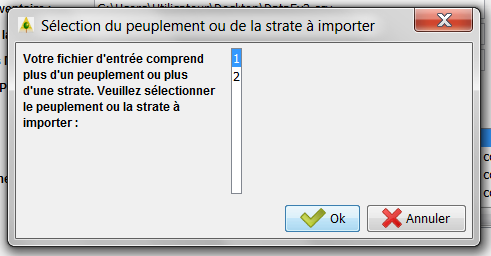 Sélection du peuplement ou de la strate à importer
Votre fichier d'entrée comprend
plus d'un peuplement ou plus
d'une strate. Veuillez sélectionner
le peuplement ou la strate à
importer :
1
2
Ok
Annuler